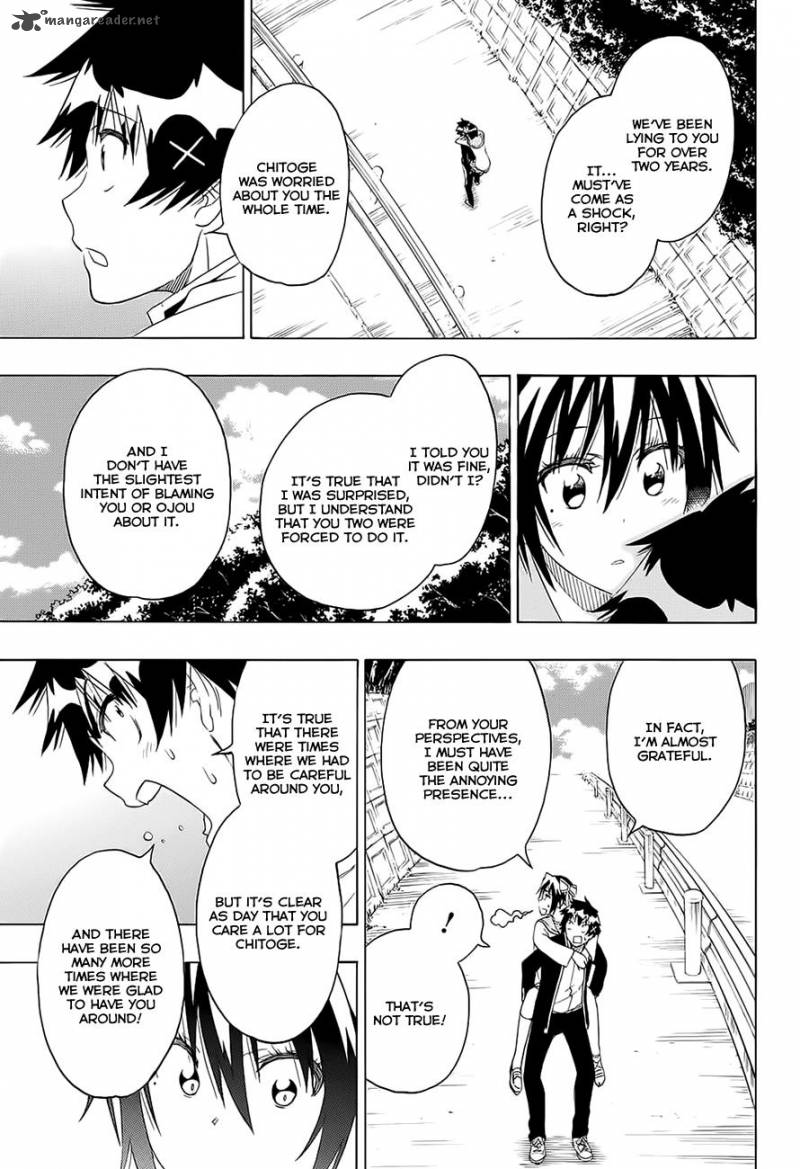 mangareader.net
WE'VE BEEN
LYING TO YOU
FOR OVER
TWO YEARS.
IT...
MUST'VE
COME AS
A SHOCK,
RIGHT?
CHITOGE
WAS WORRIED
ABOUT YOU THE
WHOLE TIME.
I TOLD YOU
IT WAS FINE,
DIDN'T I?
IT'S TRUE THAT
I WAS SURPRISED,
BUT I UNDERSTAND
THAT YOU TWO WERE
FORCED TO DO IT.
AND I
DON'T HAVE
THE SLIGHTEST
INTENT OF BLAMING
YOU OR OJOU
ABOUT IT.
IN FACT,
I'M ALMOST
GRATEFUL.
FROM YOUR
PERSPECTIVES,
I MUST HAVE
BEEN QUITE
THE ANNOYING
PRESENCE...
!
THAT'S
NOT TRUE!
IT'S TRUE
THAT THERE
WERE TIMES
WHERE WE HAD
TO BE CAREFUL
AROUND YOU,
BUT IT'S CLEAR
AS DAY THAT YOU
CARE A LOT FOR
CHITOGE.
AND THERE
HAVE BEEN SO
MANY MORE
TIMES WHERE
WE WERE GLAD
TO HAVE YOU
AROUND!